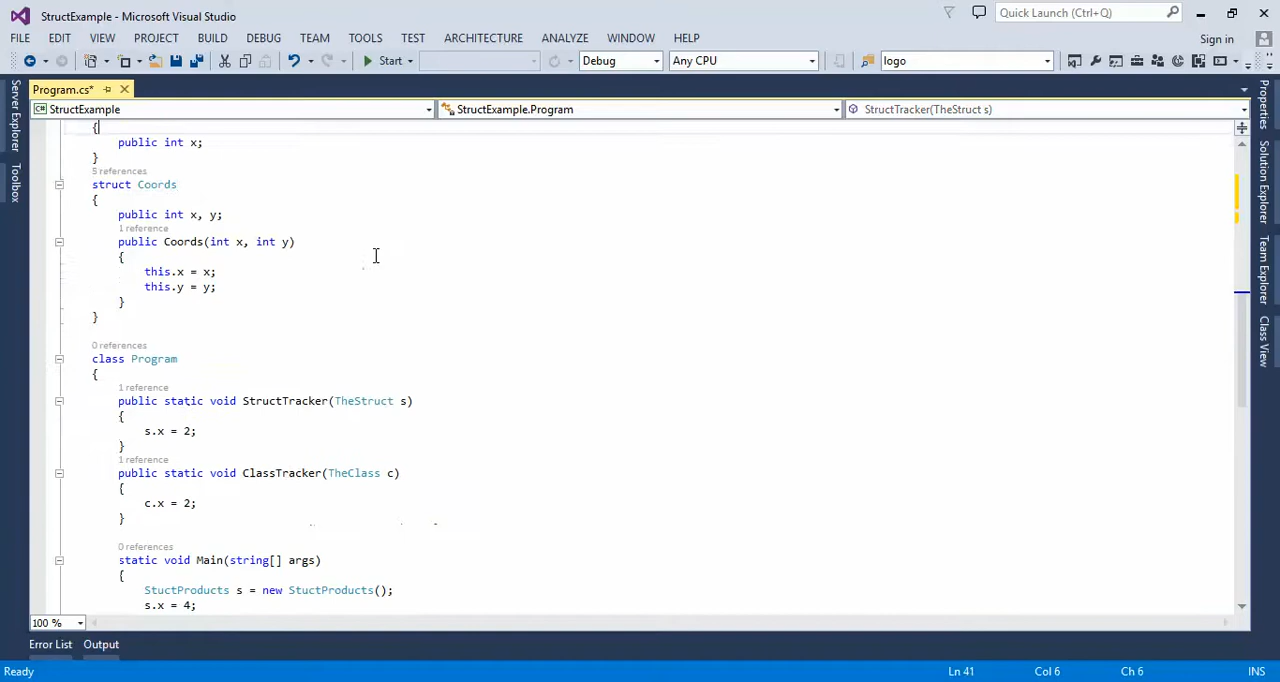 StructExample - Microsoft Visual Studio
Quick Launch (Ctrl+Q)
FILE EDIT VIEW PROJECT BUILD DEBUG TEAM TOOLS TEST ARCHITECTURE ANALYZE WINDOW HELP
Sign in
Start Debug Any CPU logo
Program.cs*
StructExample StructExample.Program StructTracker(TheStruct s)
Server Explorer
Toolbox
{
public int x;
}
5 references
struct Coords
{
public int x, y;
1 reference
public Coords(int x, int y)
{
this.x = x;
this.y = y;
}
}
0 references
class Program
{
1 reference
public static void StructTracker(TheStruct s)
{
s.x = 2;
}
1 reference
public static void ClassTracker(TheClass c)
{
c.x = 2;
}
0 references
static void Main(string[] args)
{
StuctProducts s = new StuctProducts();
s.x = 4;
Properties
Solution Explorer
Team Explorer
Class View
100 %
Error List Output
Ready Ln 41 Col 6 Ch 6 INS